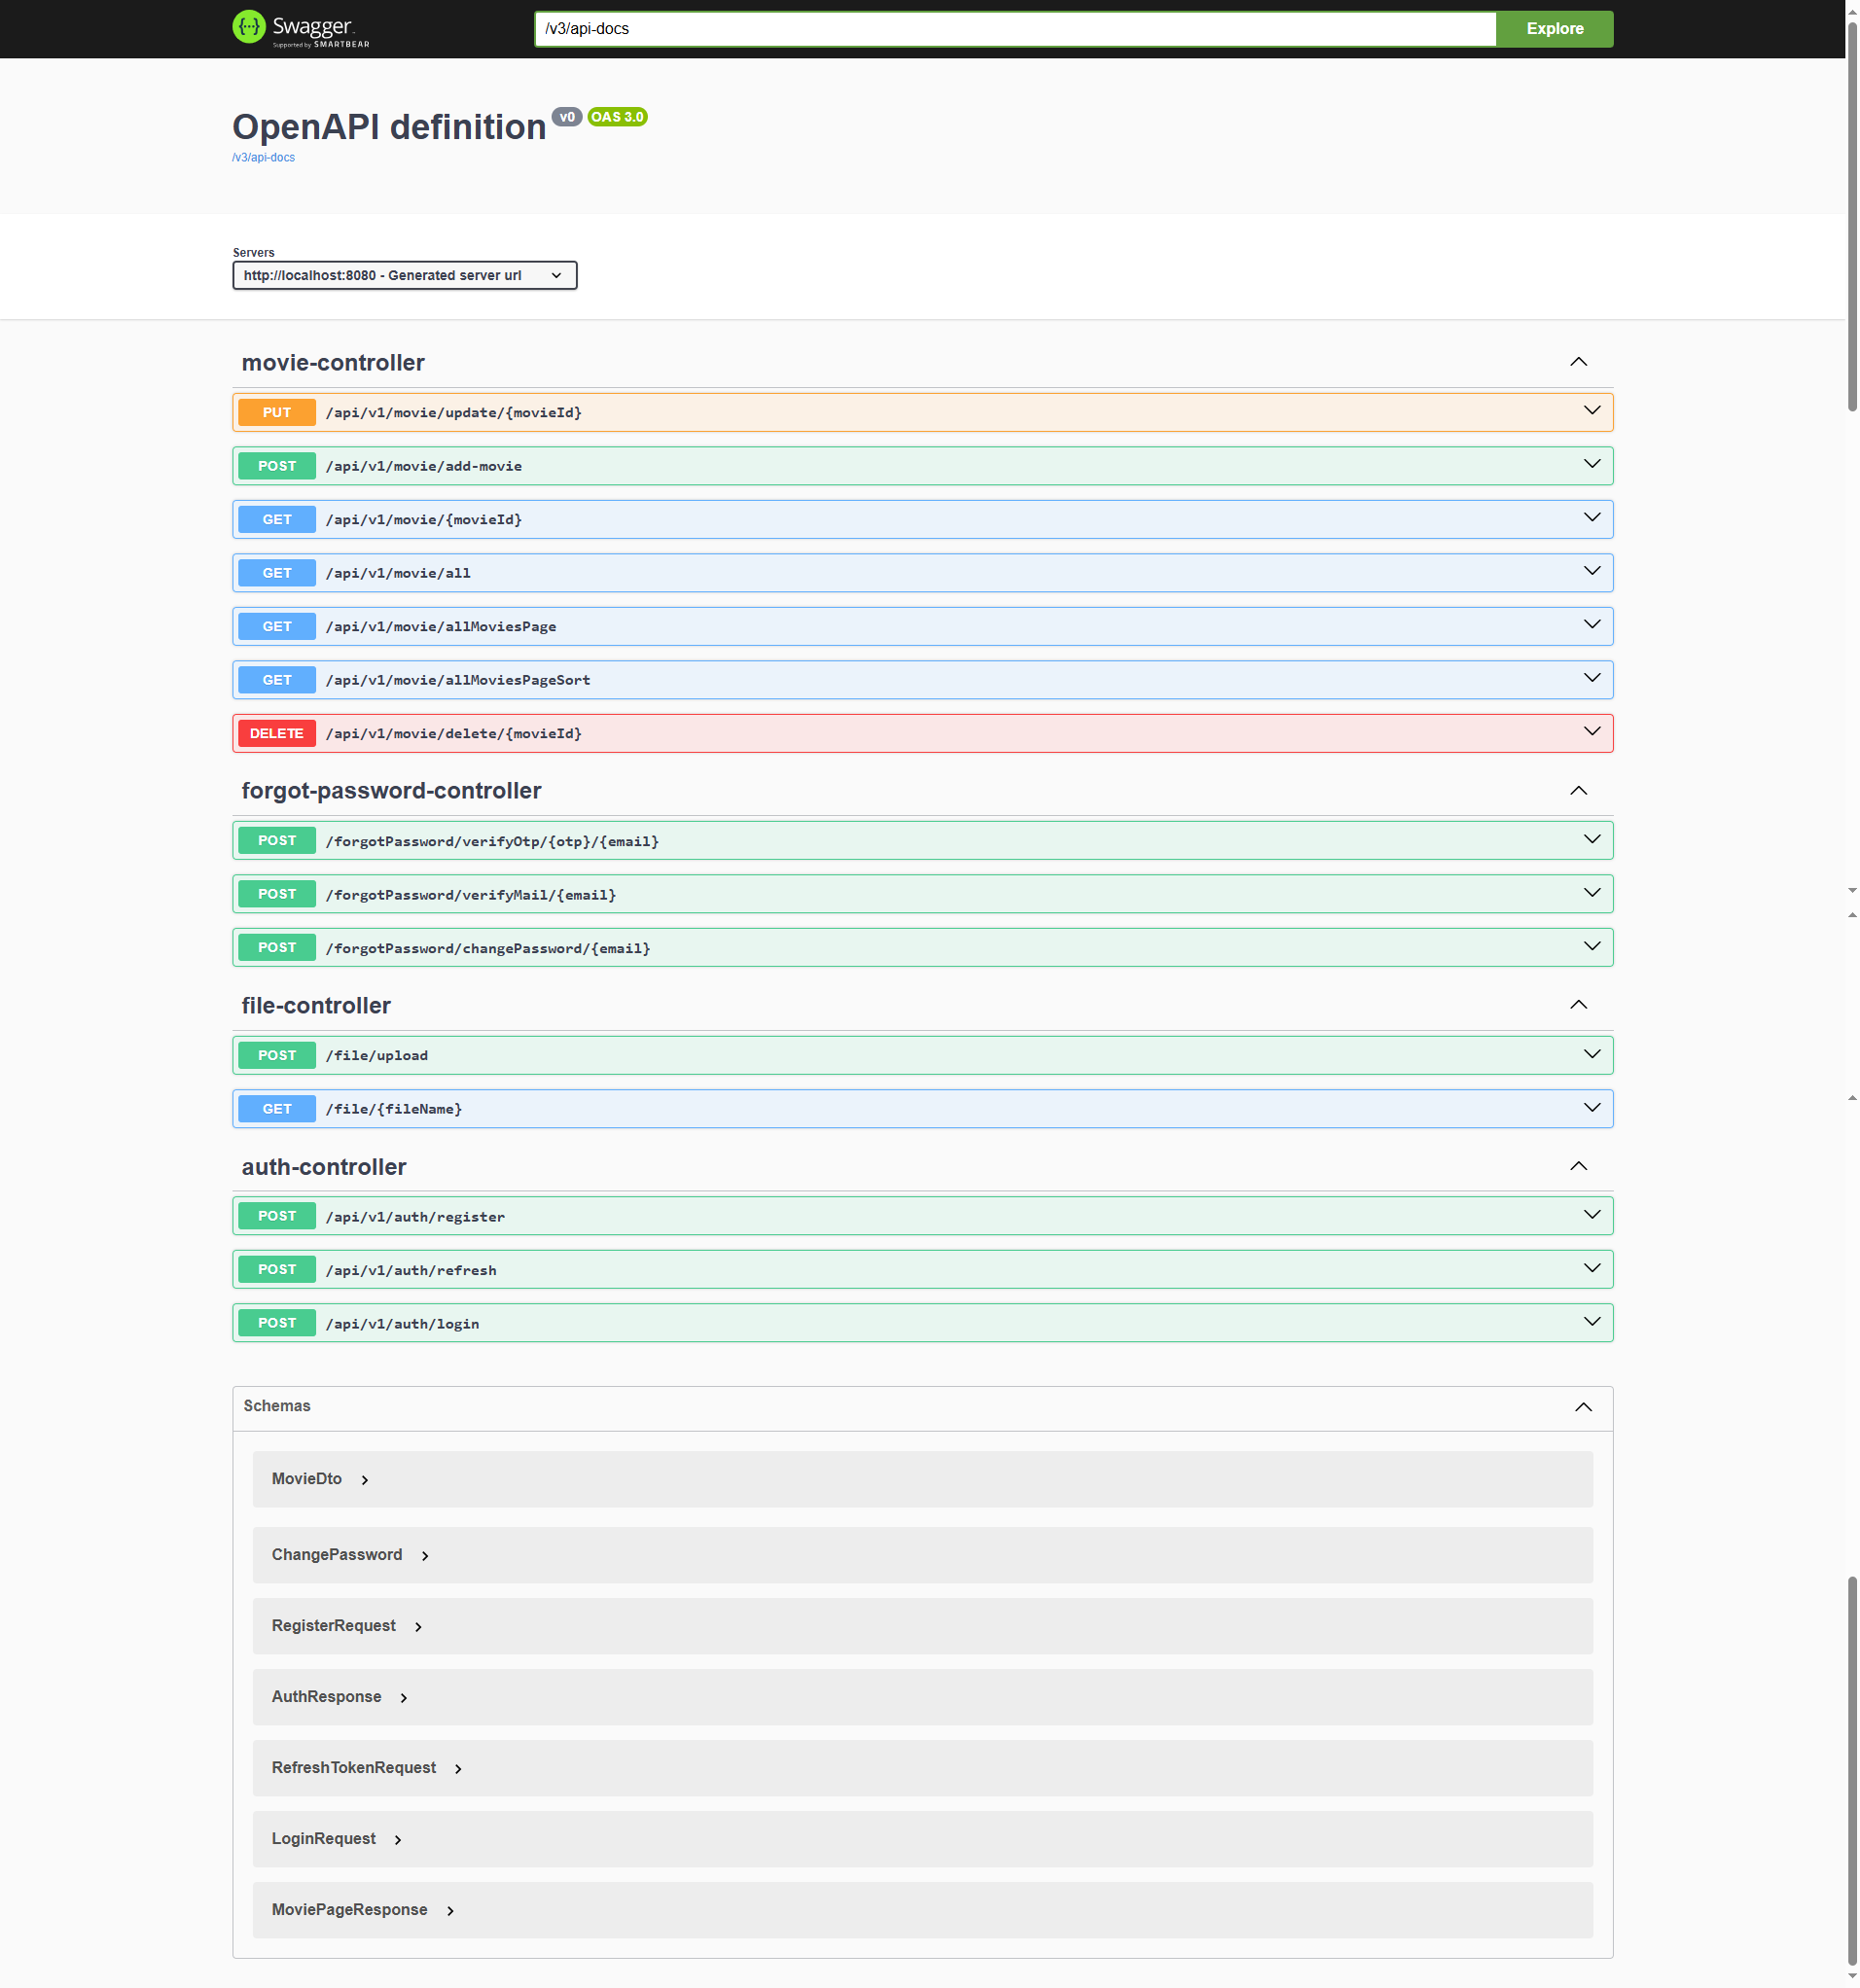 Swagger.
Supported by SMARTBEAR
/v3/api-docs
Explore
OpenAPI definition v0 OAS 3.0
/v3/api-docs
Servers
http://localhost:8080 - Generated server url
movie-controller
PUT /api/v1/movie/update/{movieId}
POST /api/v1/movie/add-movie
GET /api/v1/movie/{movieId}
GET /api/v1/movie/all
GET /api/v1/movie/allMoviesPage
GET /api/v1/movie/allMoviesPageSort
DELETE /api/v1/movie/delete/{movieId}
forgot-password-controller
POST /forgotPassword/verifyOtp/{otp}/{email}
POST /forgotPassword/verifyMail/{email}
POST /forgotPassword/changePassword/{email}
file-controller
POST /file/upload
GET /file/{fileName}
auth-controller
POST /api/v1/auth/register
POST /api/v1/auth/refresh
POST /api/v1/auth/login
Schemas
MovieDto
ChangePassword
RegisterRequest
AuthResponse
RefreshTokenRequest
LoginRequest
MoviePageResponse